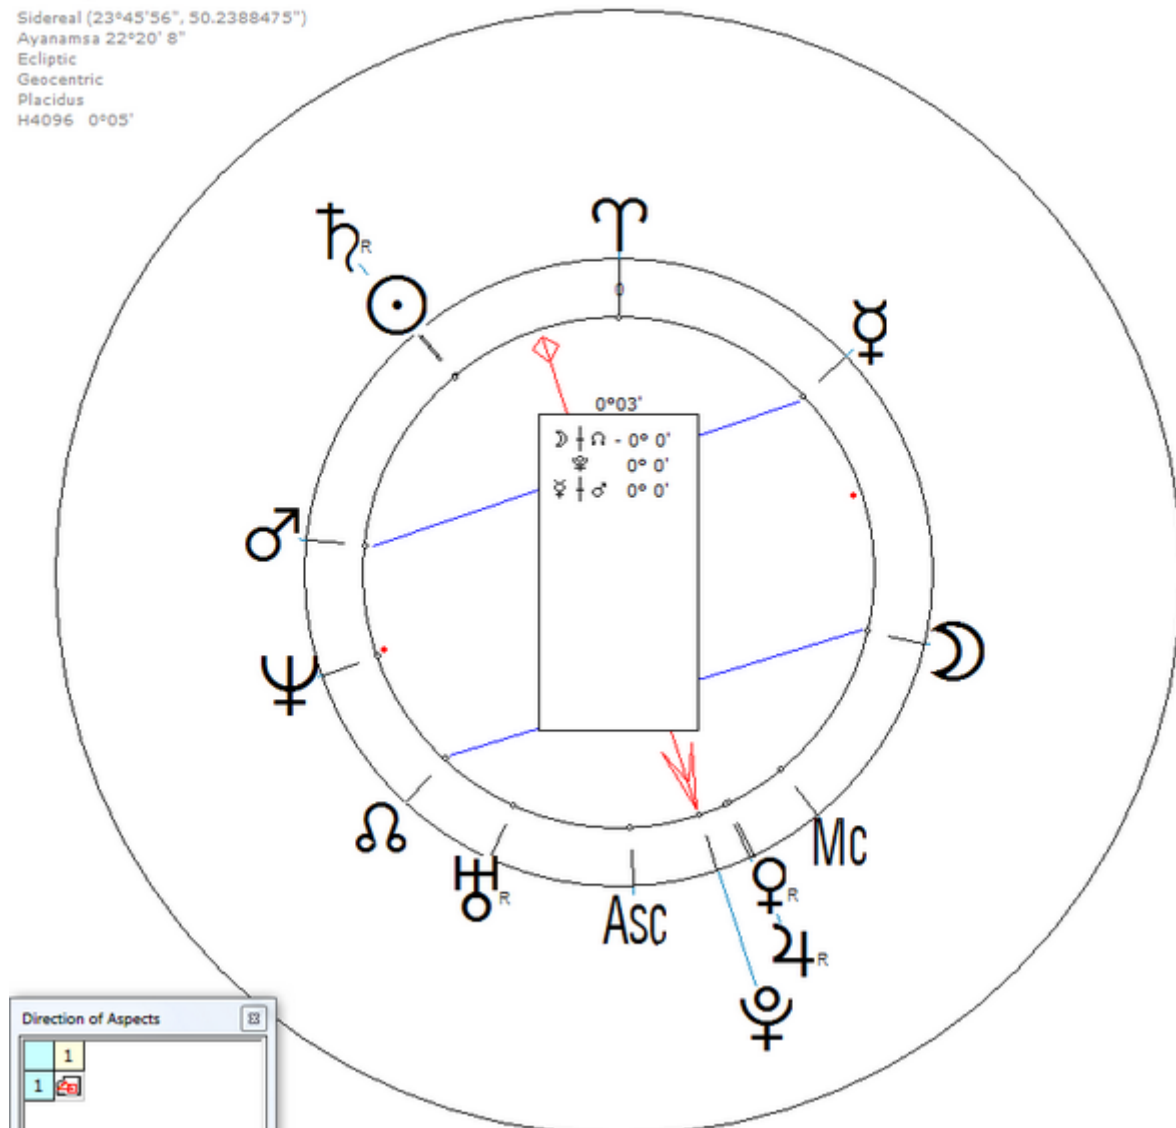 Sidereal (23°45'56", 50.2388475")
Ayanamsa 22°20' 8"
Ecliptic
Geocentric
Placidus
H4096 0°05'
♄ R
♈
0
☉
☿
0°03'
☽ ☊ - 0° 0'
♇ 0° 0'
☿ ♂ 0° 0'
♂
☽
♆
☊
Mc
♅ R
♀ R
Asc
♃ R
♇
Direction of Aspects
1
1